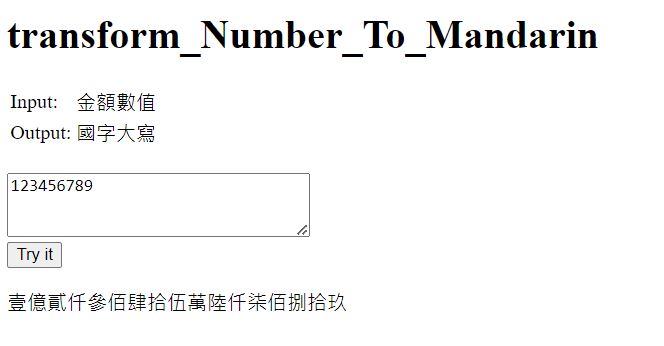 transform_Number_To_Mandarin
Input: 金額數值
Output: 國字大寫
123456789
Try it
壹億貳仟參佰肆拾伍萬陸仟柒佰捌拾玖